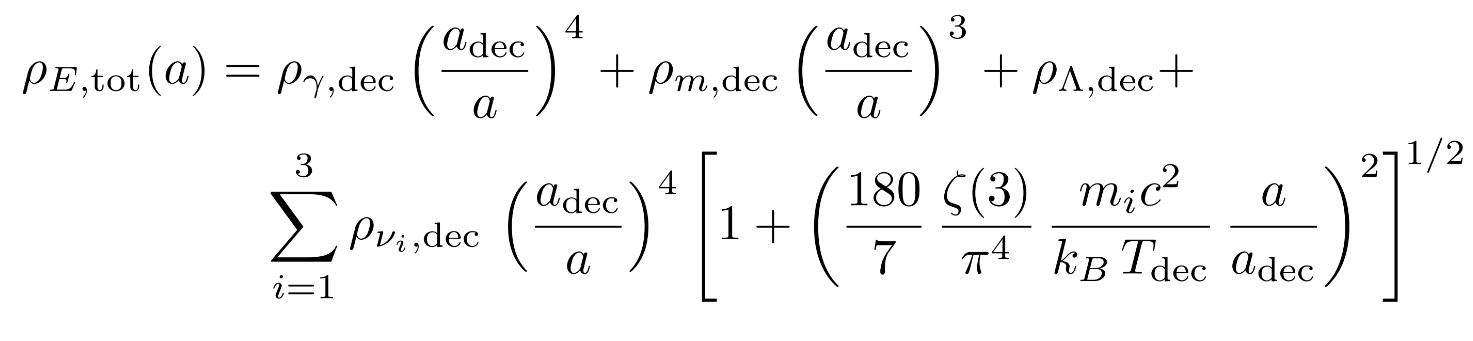 \rho_{E,\mathrm{tot}}(a) = \rho_{\gamma,\mathrm{dec}} \left( \frac{a_{\mathrm{dec}}}{a} \right)^4 + \rho_{m,\mathrm{dec}} \left( \frac{a_{\mathrm{dec}}}{a} \right)^3 + \rho_{\Lambda,\mathrm{dec}} +
\sum_{i=1}^{3} \rho_{\nu_i,\mathrm{dec}} \left( \frac{a_{\mathrm{dec}}}{a} \right)^4 \left[ 1 + \left( \frac{180}{7} \frac{\zeta(3)}{\pi^4} \frac{m_i c^2}{k_B T_{\mathrm{dec}}} \frac{a}{a_{\mathrm{dec}}} \right)^2 \right]^{1/2}